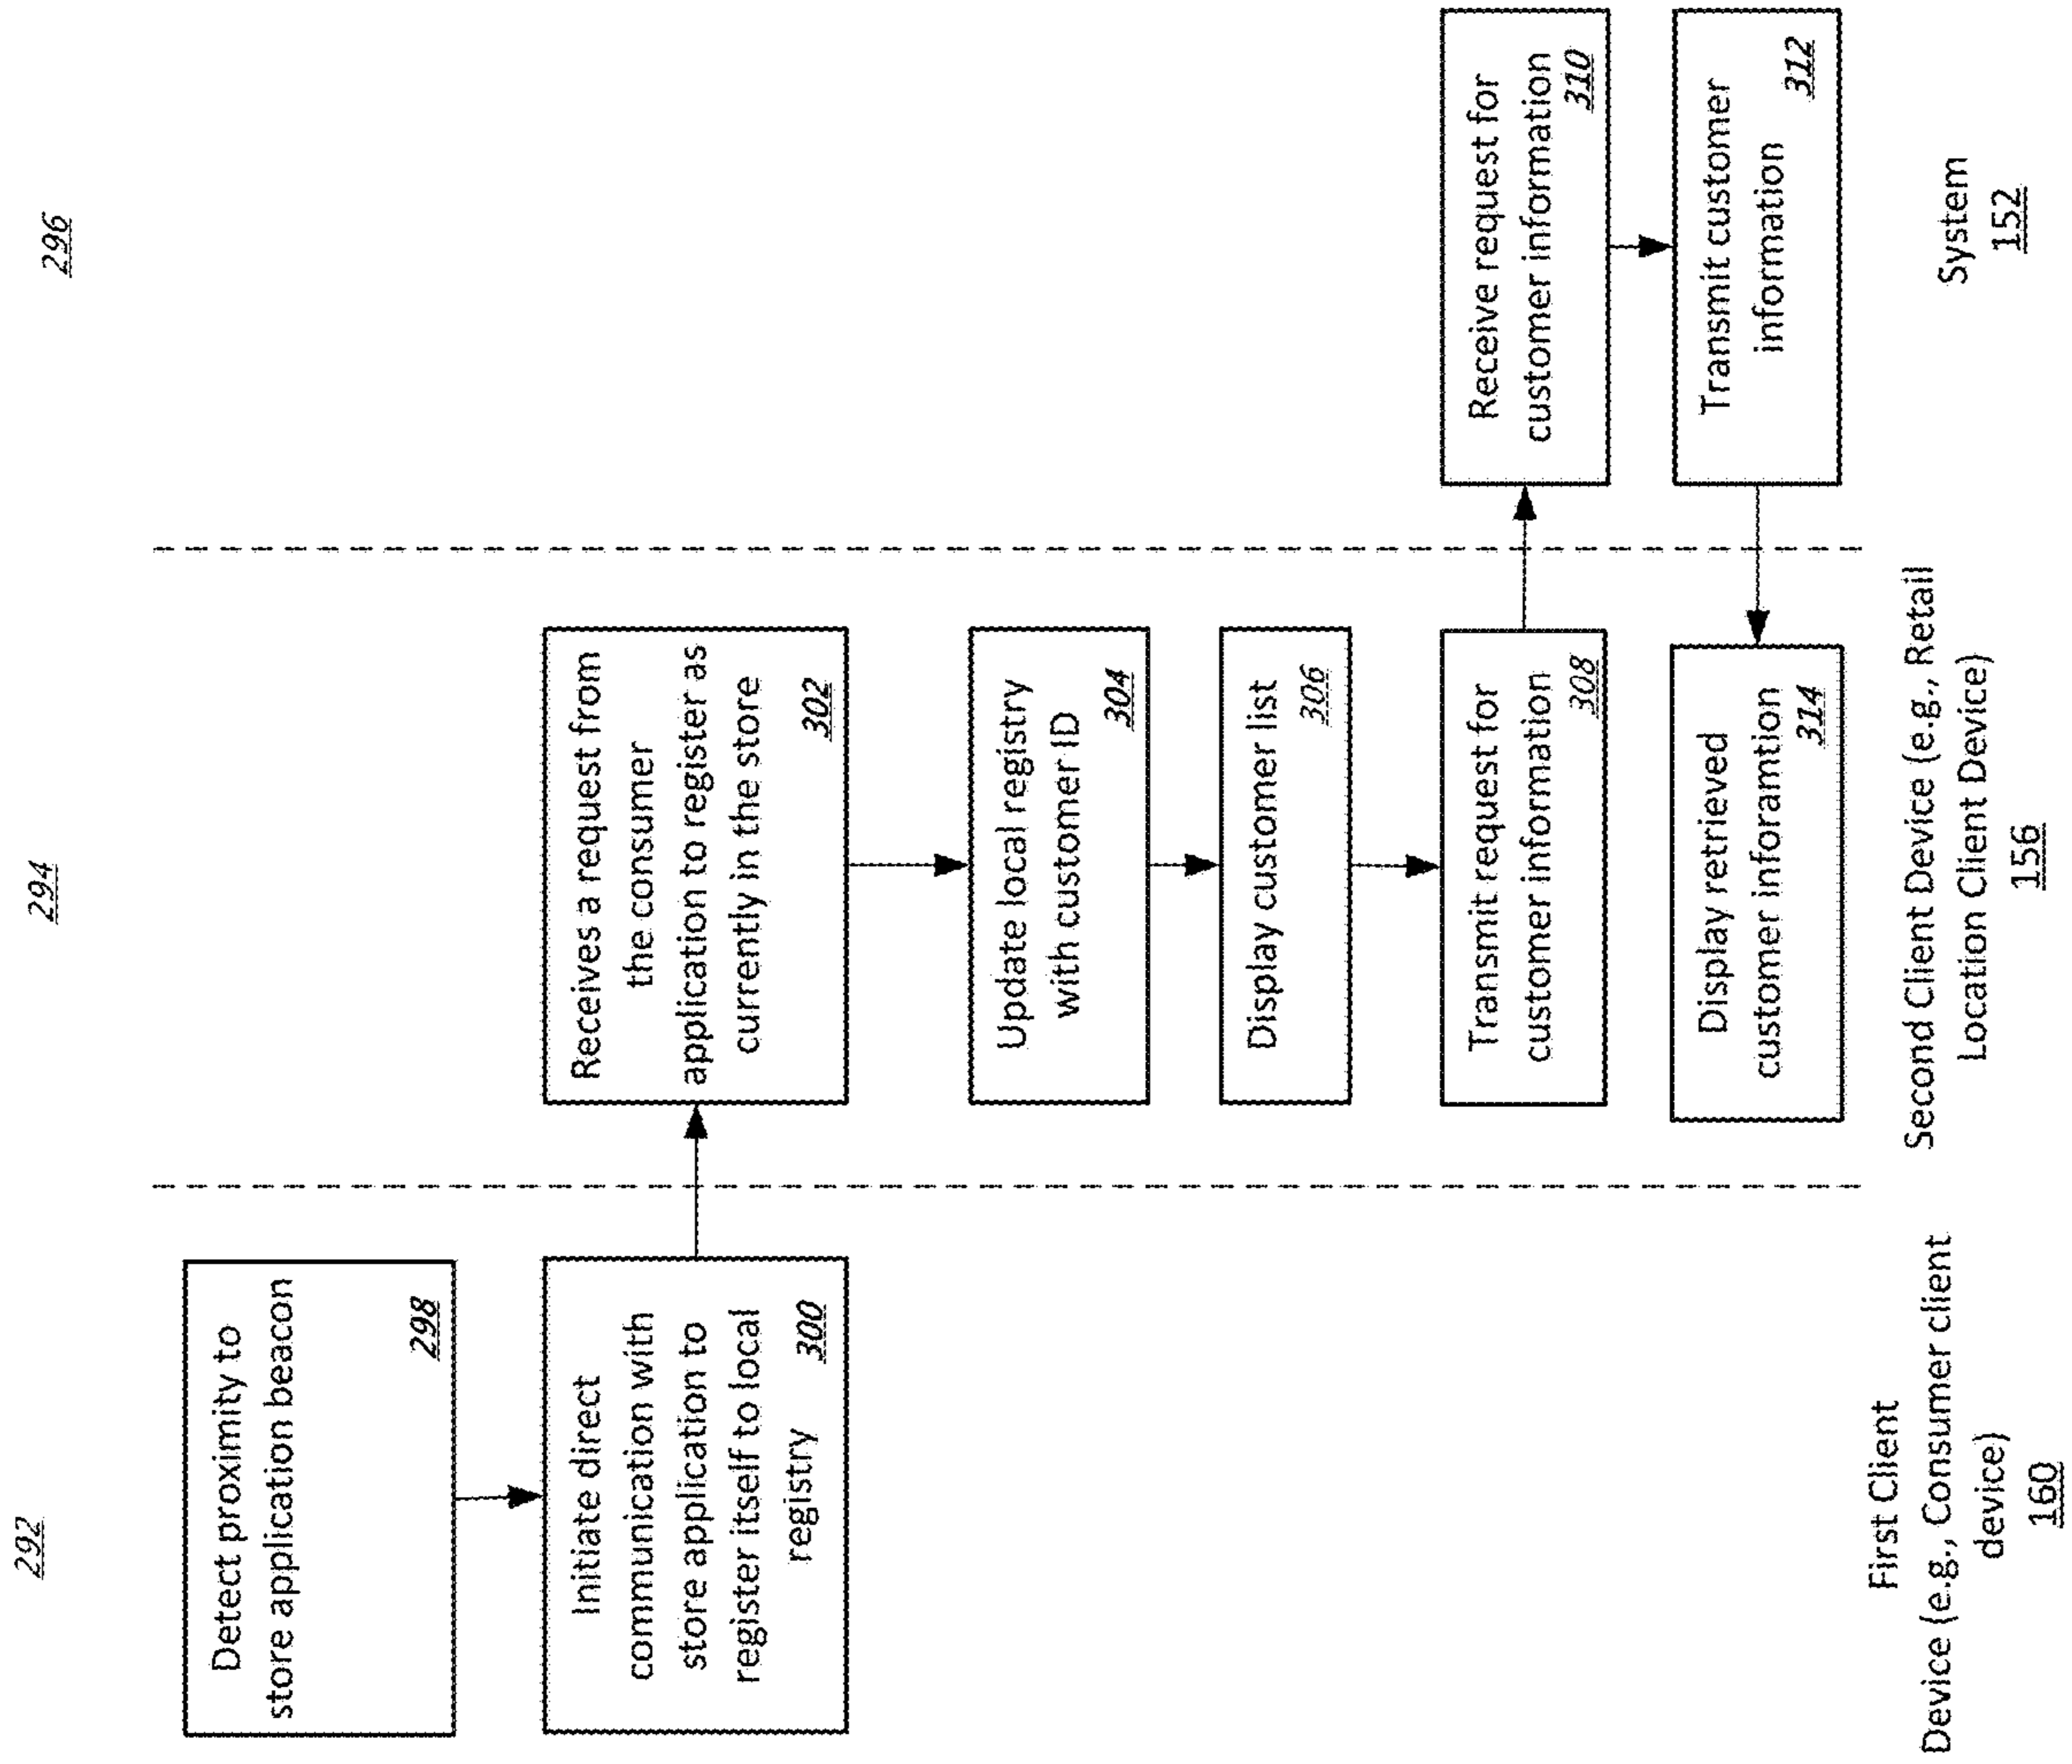 292
294
296
Detect proximity to
store application beacon
298
Initiate direct
communication with
store application to
register itself to local
registry 300
Receives a request from
the consumer
application to register as
currently in the store
302
Update local registry
with customer ID
304
Display customer list
306
Transmit request for
customer information
308
Receive request for
customer information
310
Transmit customer
information
312
Display retrieved
customer inforamtion
314
First Client
Device (e.g., Consumer client
device)
160
Second Client Device (e.g., Retail
Location Client Device)
156
System
152